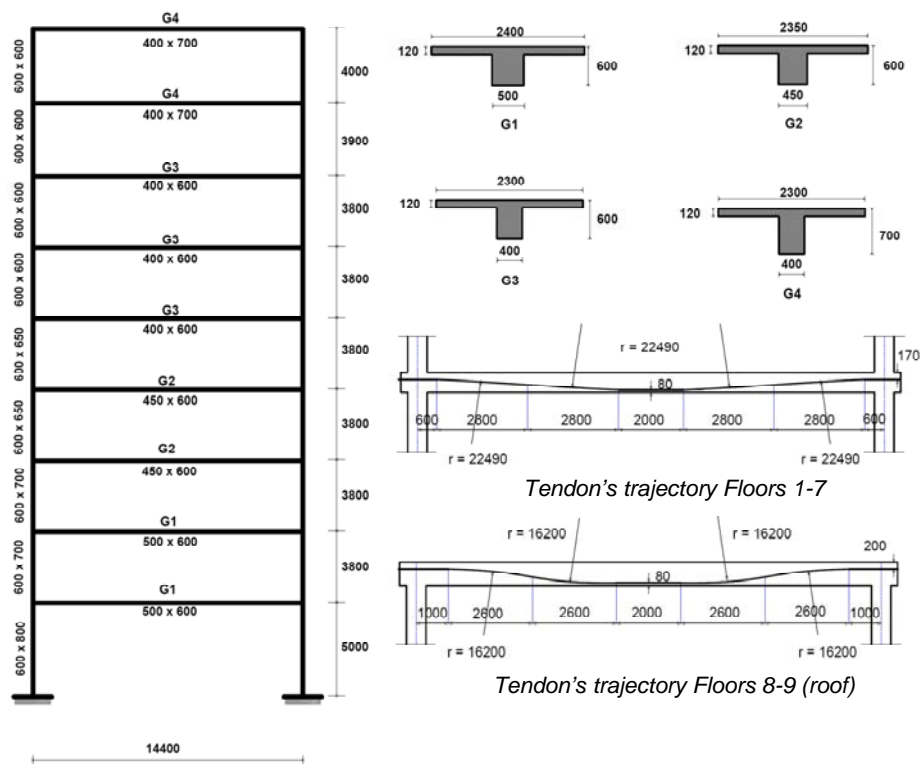 G4
400 x 700
600 x 600
4000
G4
400 x 700
600 x 600
3900
G3
400 x 600
600 x 600
3800
G3
400 x 600
600 x 600
3800
G3
400 x 600
600 x 650
3800
G2
450 x 600
600 x 650
3800
G2
450 x 600
600 x 700
3800
G1
500 x 600
600 x 700
3800
G1
500 x 600
600 x 800
5000
14400
2400
120
600
500
G1
2350
120
600
450
G2
2300
120
600
400
G3
2300
120
700
400
G4
r = 22490
170
80
600 2800 2800 2000 2800 2800 600
r = 22490 r = 22490
Tendon's trajectory Floors 1-7
r = 16200 r = 16200
200
80
1000 2600 2600 2000 2600 2600 1000
r = 16200 r = 16200
Tendon's trajectory Floors 8-9 (roof)